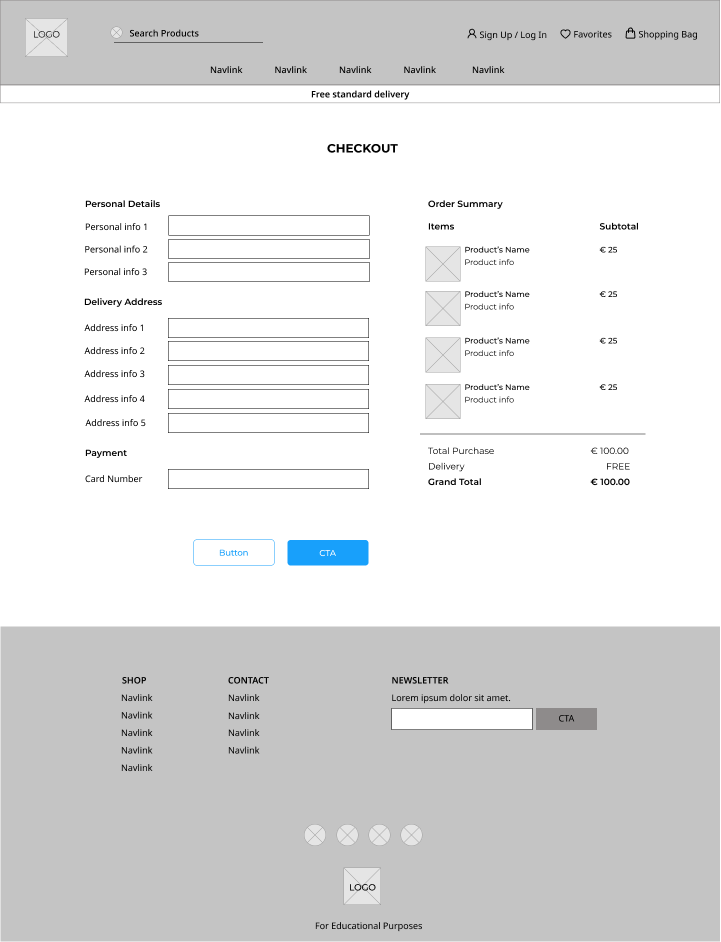 LOGO
Search Products
Sign Up / Log In
Favorites
Shopping Bag
Navlink Navlink Navlink Navlink Navlink
Free standard delivery
CHECKOUT
Personal Details
Personal info 1
Personal info 2
Personal info 3
Delivery Address
Address info 1
Address info 2
Address info 3
Address info 4
Address info 5
Payment
Card Number
Button
CTA
Order Summary
Items Subtotal
Product's Name € 25
Product info
Product's Name € 25
Product info
Product's Name € 25
Product info
Product's Name € 25
Product info
Total Purchase € 100.00
Delivery FREE
Grand Total € 100.00
SHOP
Navlink
Navlink
Navlink
Navlink
Navlink
CONTACT
Navlink
Navlink
Navlink
Navlink
NEWSLETTER
Lorem ipsum dolor sit amet.
CTA
LOGO
For Educational Purposes